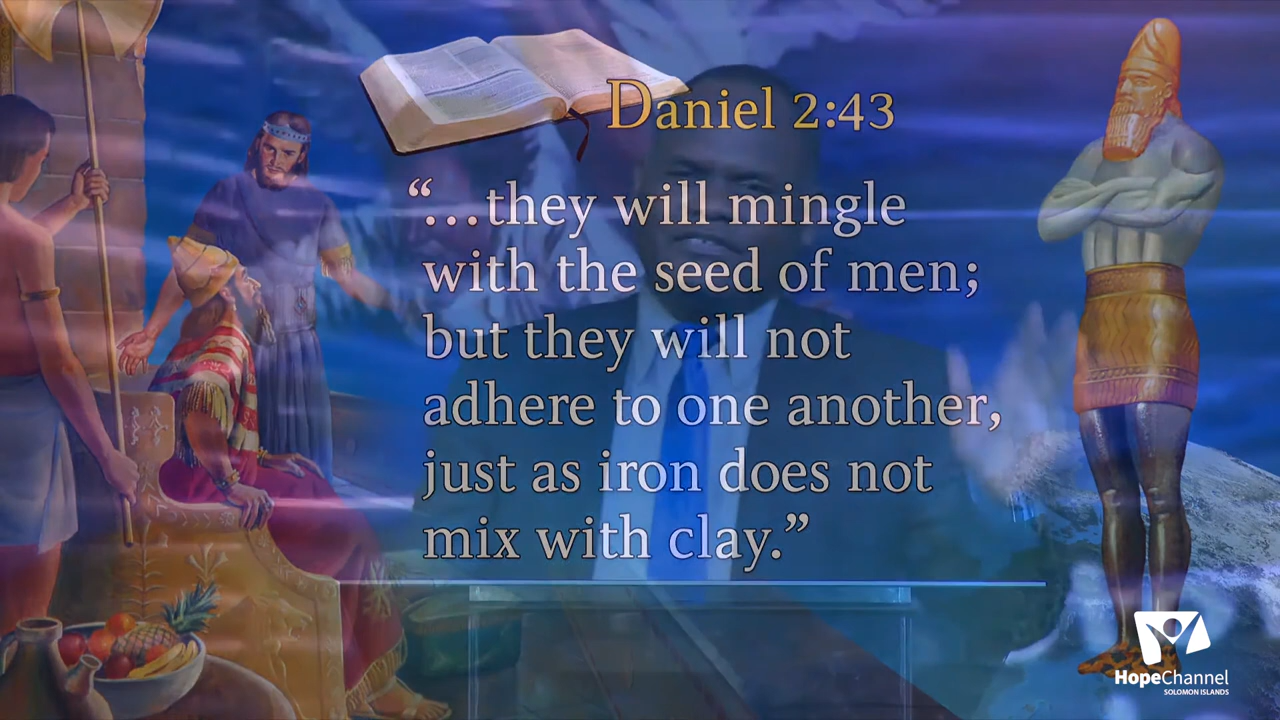 Daniel 2:43
“...they will mingle
with the seed of men;
but they will not
adhere to one another,
just as iron does not
mix with clay.”
HopeChannel
SOLOMON ISLANDS